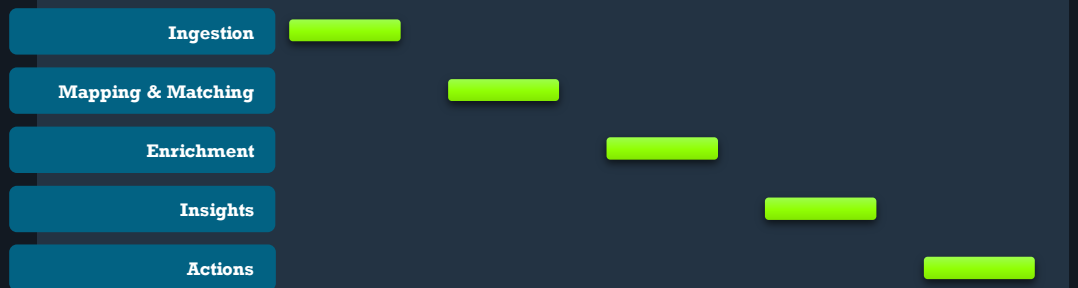 Ingestion
Mapping & Matching
Enrichment
Insights
Actions